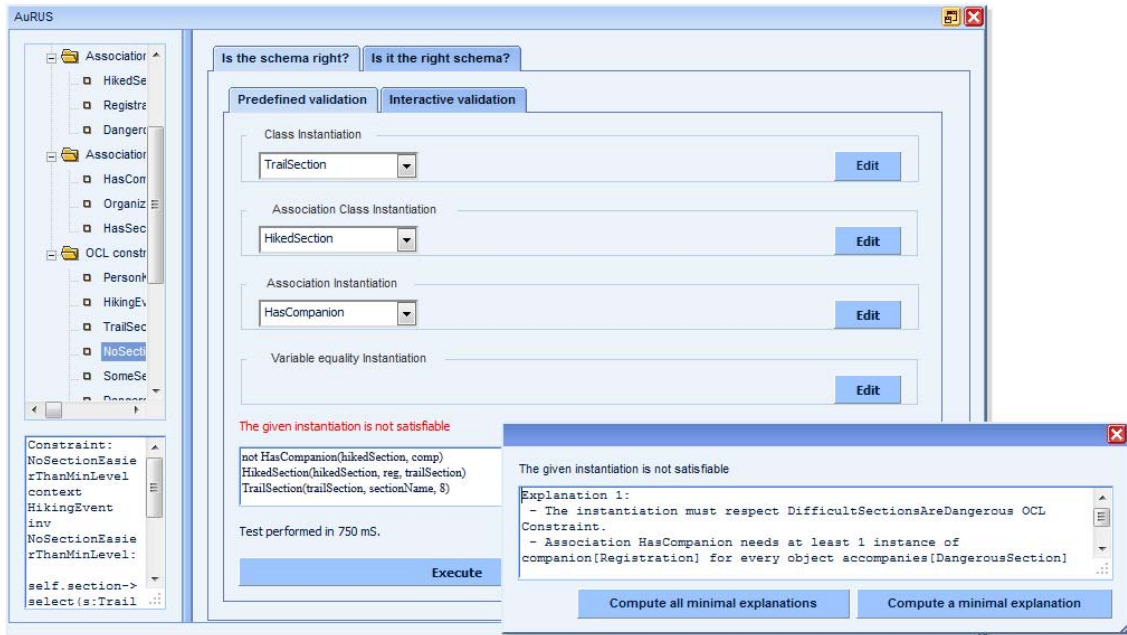 AuRUS
Association
HikedSe
Registra
Dangero
Association
HasCom
Organiz
HasSec
OCL constr
PersonK
HikingEv
TrailSec
NoSecti
SomeSe
Dangero
Constraint:
NoSectionEasie
rThanMinLevel
context
HikingEvent
inv
NoSectionEasie
rThanMinLevel:
self.section->
select(s:Trail
Is the schema right?
Is it the right schema?
Predefined validation
Interactive validation
Class Instantiation
TrailSection
Edit
Association Class Instantiation
HikedSection
Edit
Association Instantiation
HasCompanion
Edit
Variable equality Instantiation
Edit
The given instantiation is not satisfiable
not HasCompanion(hikedSection, comp)
HikedSection(hikedSection, reg, trailSection)
TrailSection(trailSection, sectionName, 8)
Test performed in 750 mS.
Execute
The given instantiation is not satisfiable
Explanation 1:
- The instantiation must respect DifficultSectionsAreDangerous OCL
Constraint.
- Association HasCompanion needs at least 1 instance of
companion[Registration] for every object accompanies[DangerousSection]
Compute all minimal explanations
Compute a minimal explanation